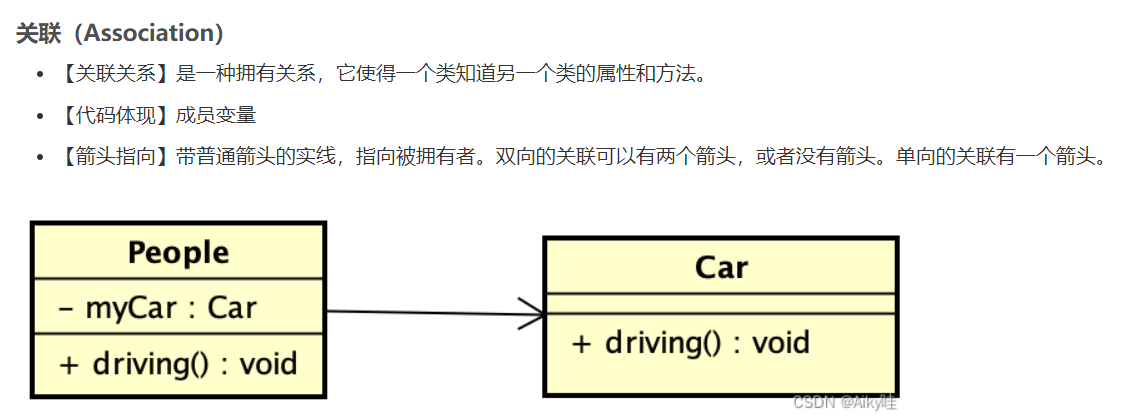 关联（Association）
【关联关系】是一种拥有关系，它使得一个类知道另一个类的属性和方法。
【代码体现】成员变量
【箭头指向】带普通箭头的实线，指向被拥有者。双向的关联可以有两个箭头，或者没有箭头。单向的关联有一个箭头。
People
- myCar : Car
+ driving() : void
Car
+ driving() : void
CSDN @Aiky哇